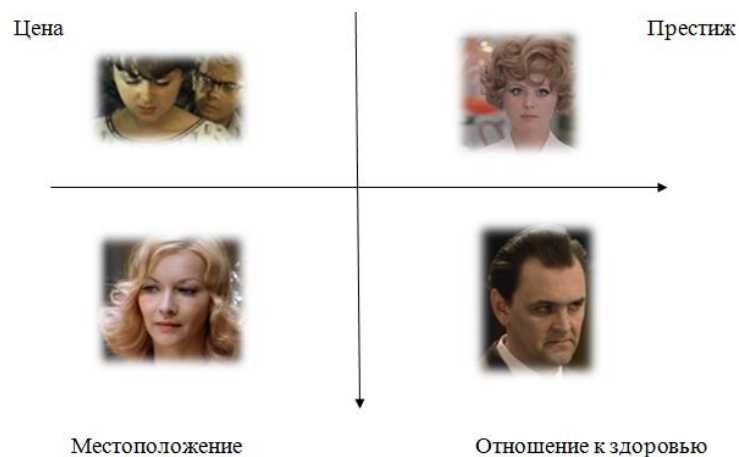 Цена
Престиж
Местоположение
Отношение к здоровью